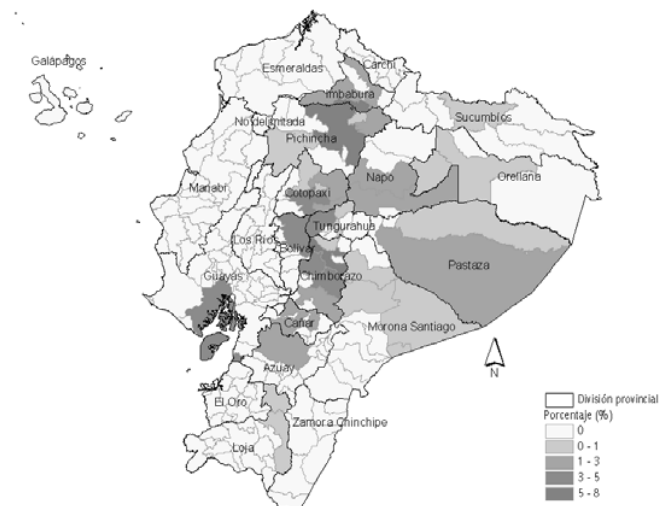 Galápagos
Esmeraldas
Carchi
Imbabura
No delimitada
Pichincha
Sucumbíos
Manabí
Cotopaxi
Napo
Orellana
Los Ríos
Tungurahua
Bolívar
Guayas
Chimborazo
Pastaza
Cañar
Morona Santiago
Azuay
N
El Oro
Zamora Chinchipe
Loja
División provincial
Porcentaje (%)
0
0 - 1
1 - 3
3 - 5
5 - 8